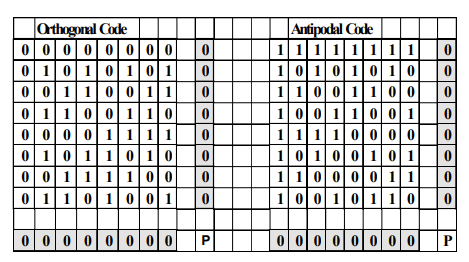 Orthogonal Code Antipodal Code
0 0 0 0 0 0 0 0 0 1 1 1 1 1 1 1 1 0
0 1 0 1 0 1 0 1 0 1 0 1 0 1 0 1 0 0
0 0 1 1 0 0 1 1 0 1 1 0 0 1 1 0 0 0
0 1 1 0 0 1 1 0 0 1 0 0 1 1 0 0 1 0
0 0 0 0 1 1 1 1 0 1 1 1 1 0 0 0 0 0
0 1 0 1 1 0 1 0 0 1 0 1 0 0 1 0 1 0
0 0 1 1 1 1 0 0 0 1 1 0 0 0 0 1 1 0
0 1 1 0 1 0 0 1 0 1 0 0 1 0 1 1 0 0
0 0 0 0 0 0 0 0 P 0 0 0 0 0 0 0 0 P